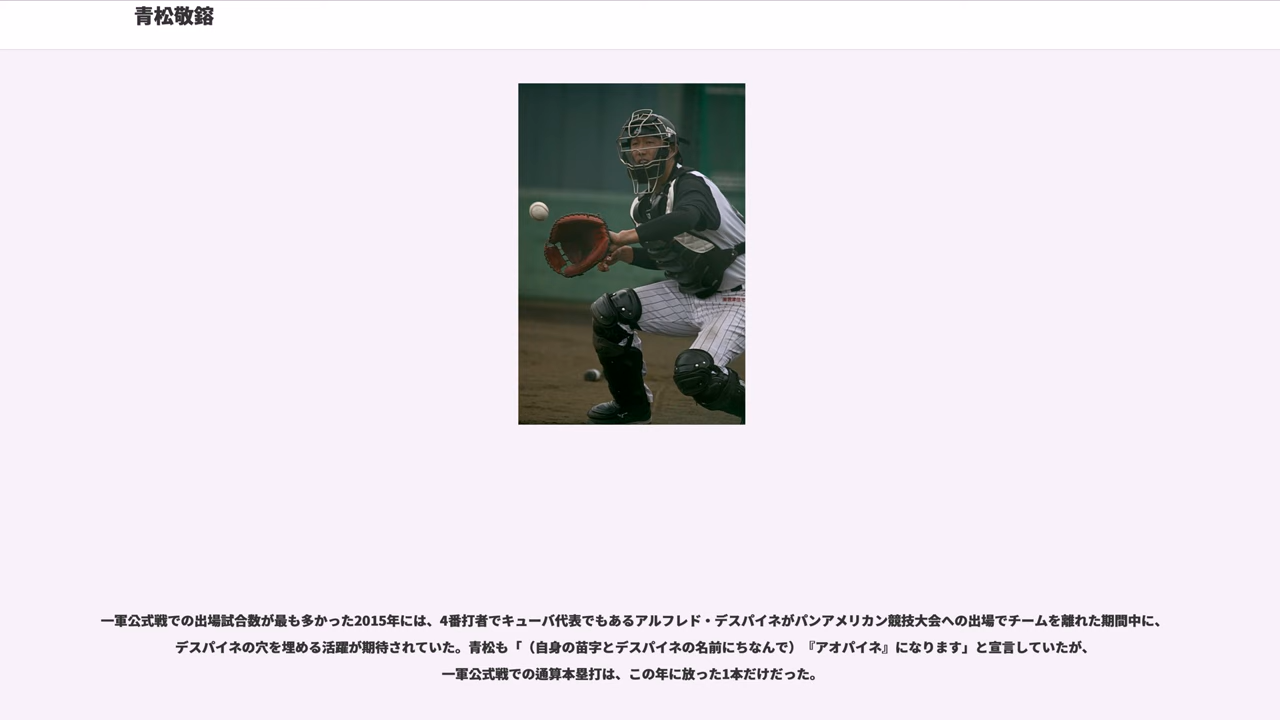 青松敬鎔
一軍公式戦での出場試合数が最も多かった2015年には、4番打者でキューバ代表でもあるアルフレド・デスパイネがパンアメリカン競技大会への出場でチームを離れた期間中に、
デスパイネの穴を埋める活躍が期待されていた。青松も「（自身の苗字とデスパイネの名前にちなんで）『アオパイネ』になります」と宣言していたが、
一軍公式戦での通算本塁打は、この年に放った1本だけだった。